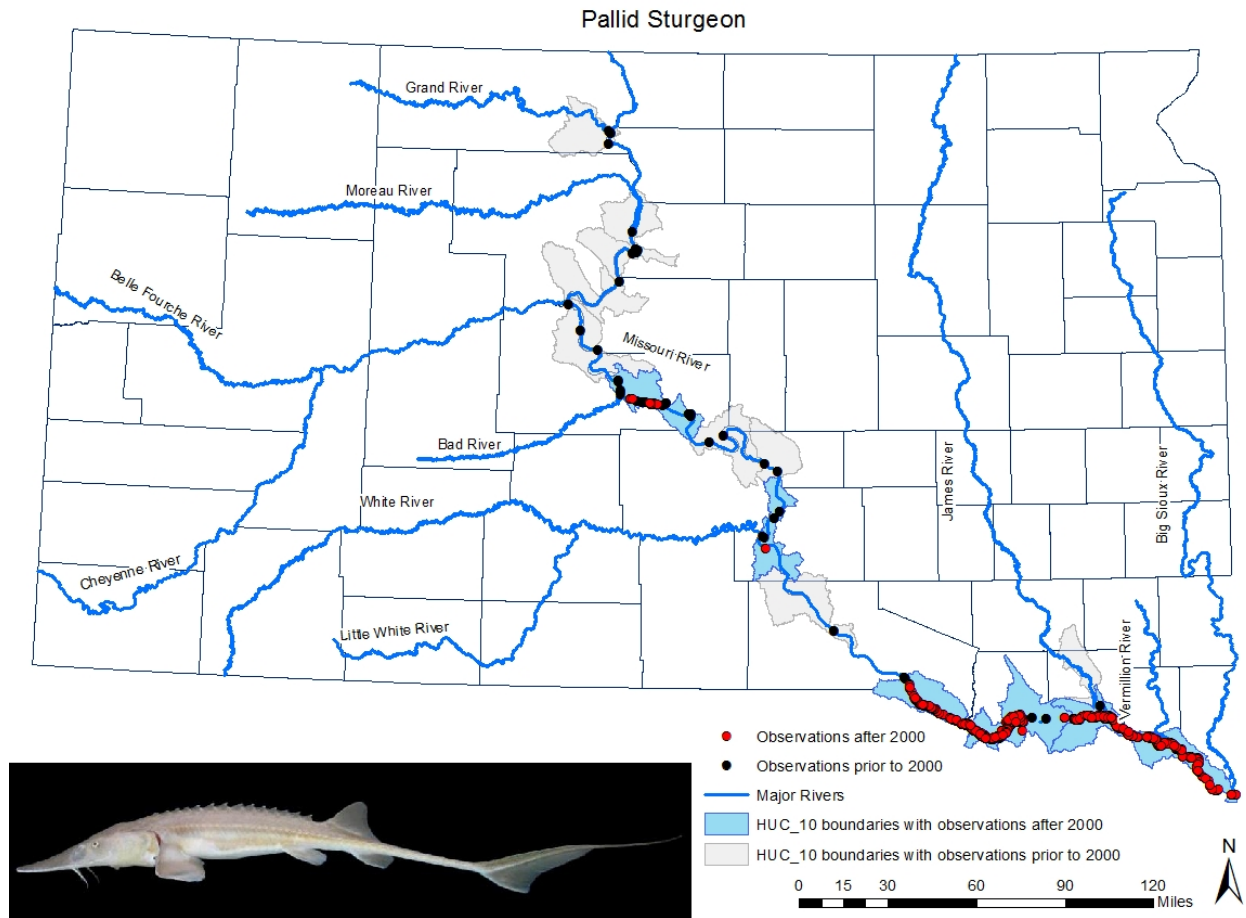 Pallid Sturgeon
Grand River
Moreau River
Belle Fourche River
Missouri River
Bad River
White River
James River
Big Sioux River
Cheyenne River
Little White River
Vermillion River
Observations after 2000
Observations prior to 2000
Major Rivers
HUC_10 boundaries with observations after 2000
HUC_10 boundaries with observations prior to 2000
N
0 15 30 60 90 120
Miles